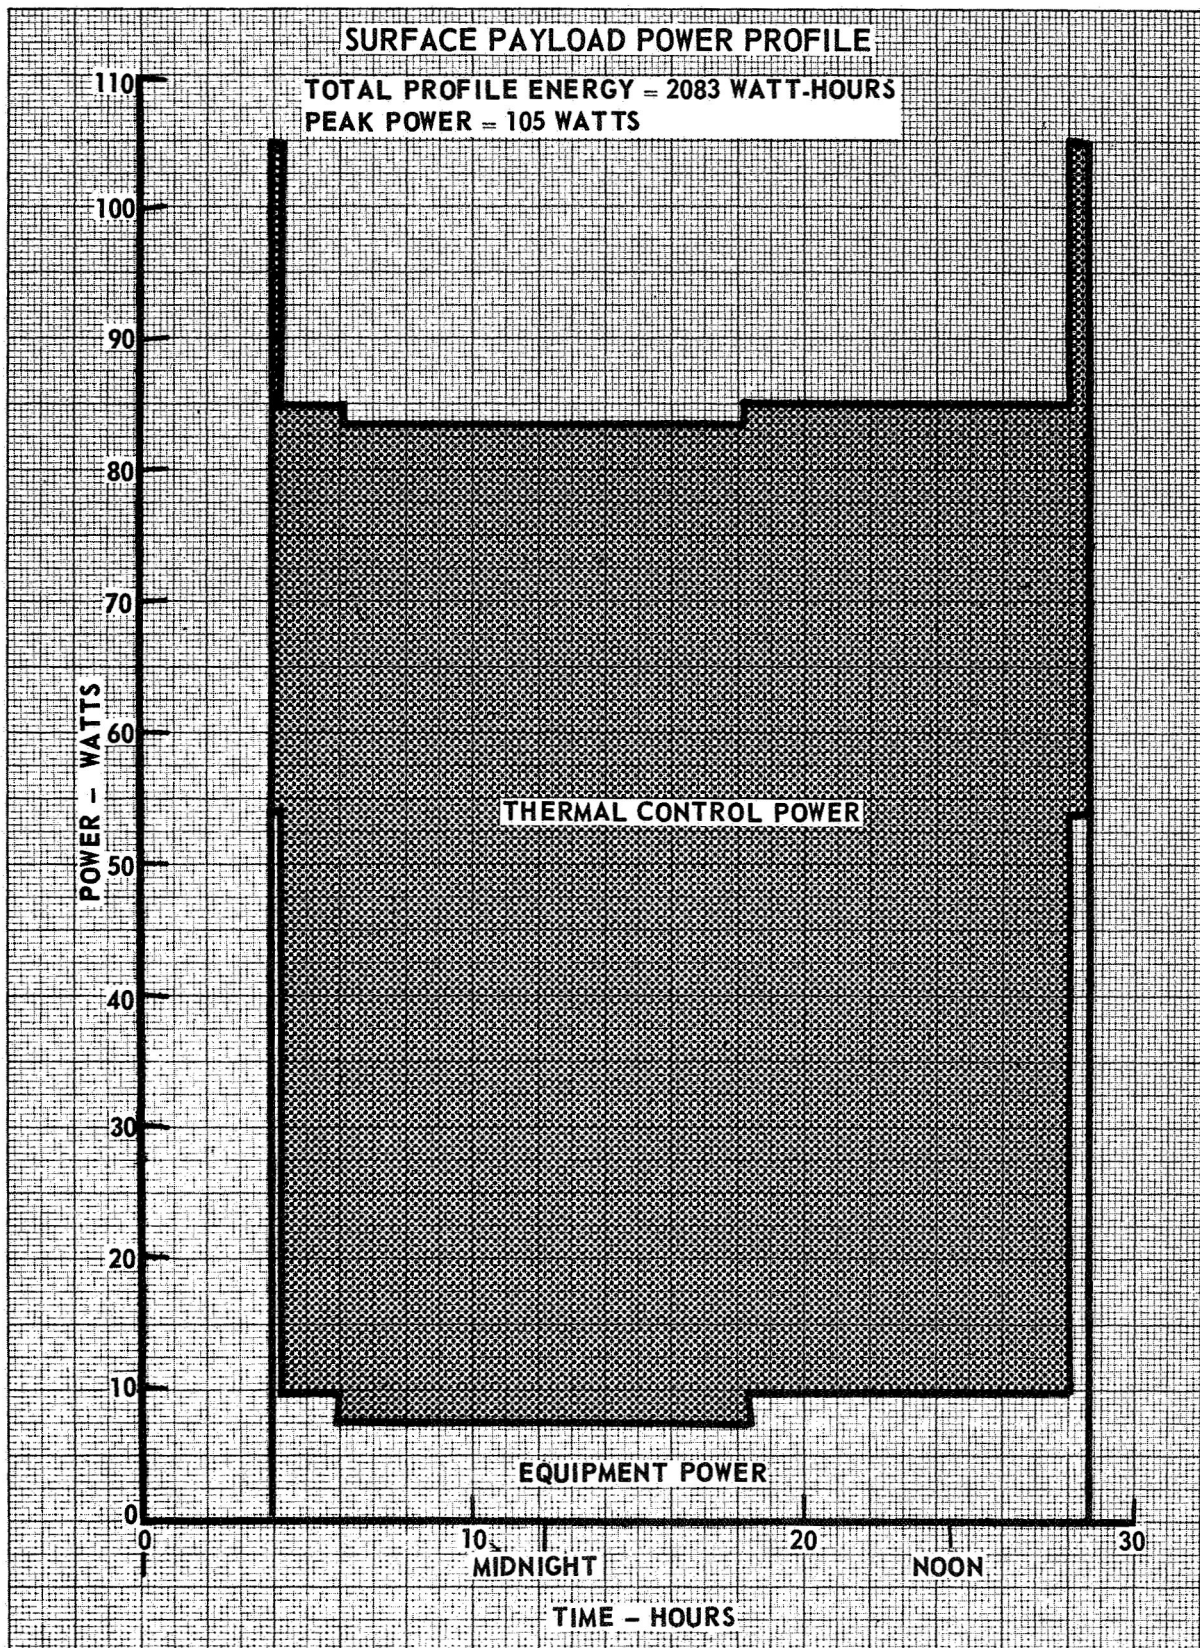 SURFACE PAYLOAD POWER PROFILE
TOTAL PROFILE ENERGY = 2083 WATT-HOURS
PEAK POWER = 105 WATTS
110
100
90
80
70
60
50
40
30
20
10
0
POWER - WATTS
THERMAL CONTROL POWER
EQUIPMENT POWER
0 10 20 30
MIDNIGHT NOON
TIME - HOURS